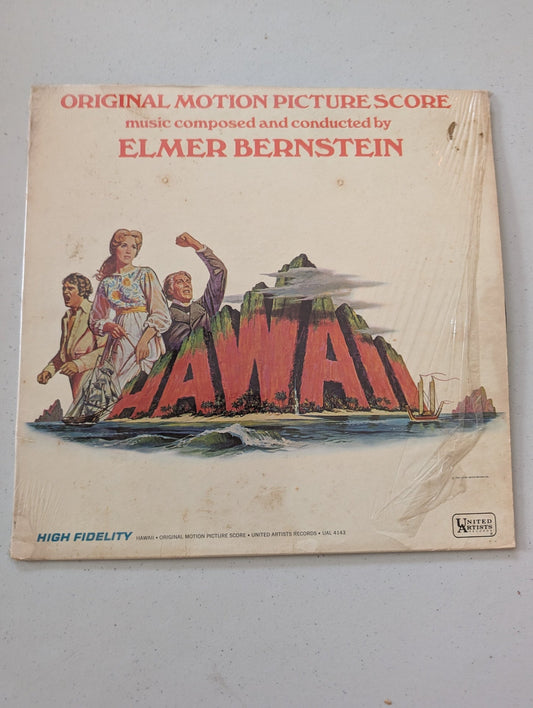 ORIGINAL MOTION PICTURE SCORE
music composed and conducted by
ELMER BERNSTEIN
HAWAII
HIGH FIDELITY HAWAII • ORIGINAL MOTION PICTURE SCORE • UNITED ARTISTS RECORDS • UAL 4143
UNITED
ARTISTS
RECORDS